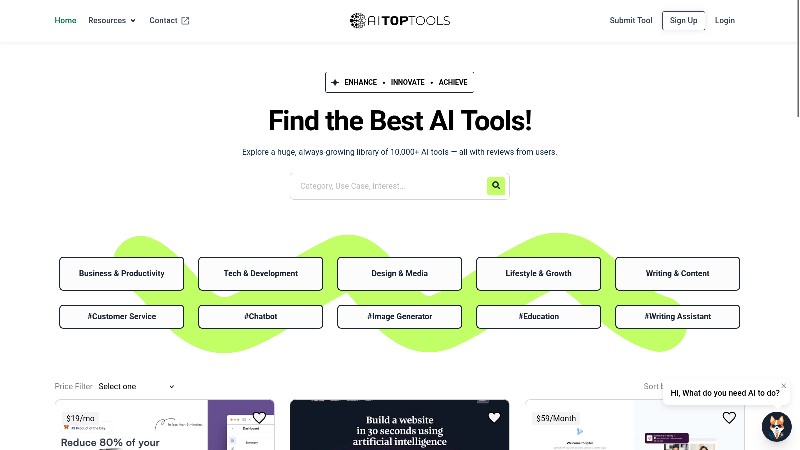 Home Resources Contact AITOPTOOLS Submit Tool Sign Up Login
ENHANCE • INNOVATE • ACHIEVE
Find the Best AI Tools!
Explore a huge, always-growing library of 10,000+ AI tools — all with reviews from users.
Category, Use Case, Interest...
Business & Productivity Tech & Development Design & Media Lifestyle & Growth Writing & Content
#Customer Service #Chatbot #Image Generator #Education #Writing Assistant
Price Filter Select one Sort
Hi, What do you need AI to do?
$19/mo
Reduce 80% of your
Dashboard
Build a website
in 30 seconds using
artificial intelligence
$59/Month